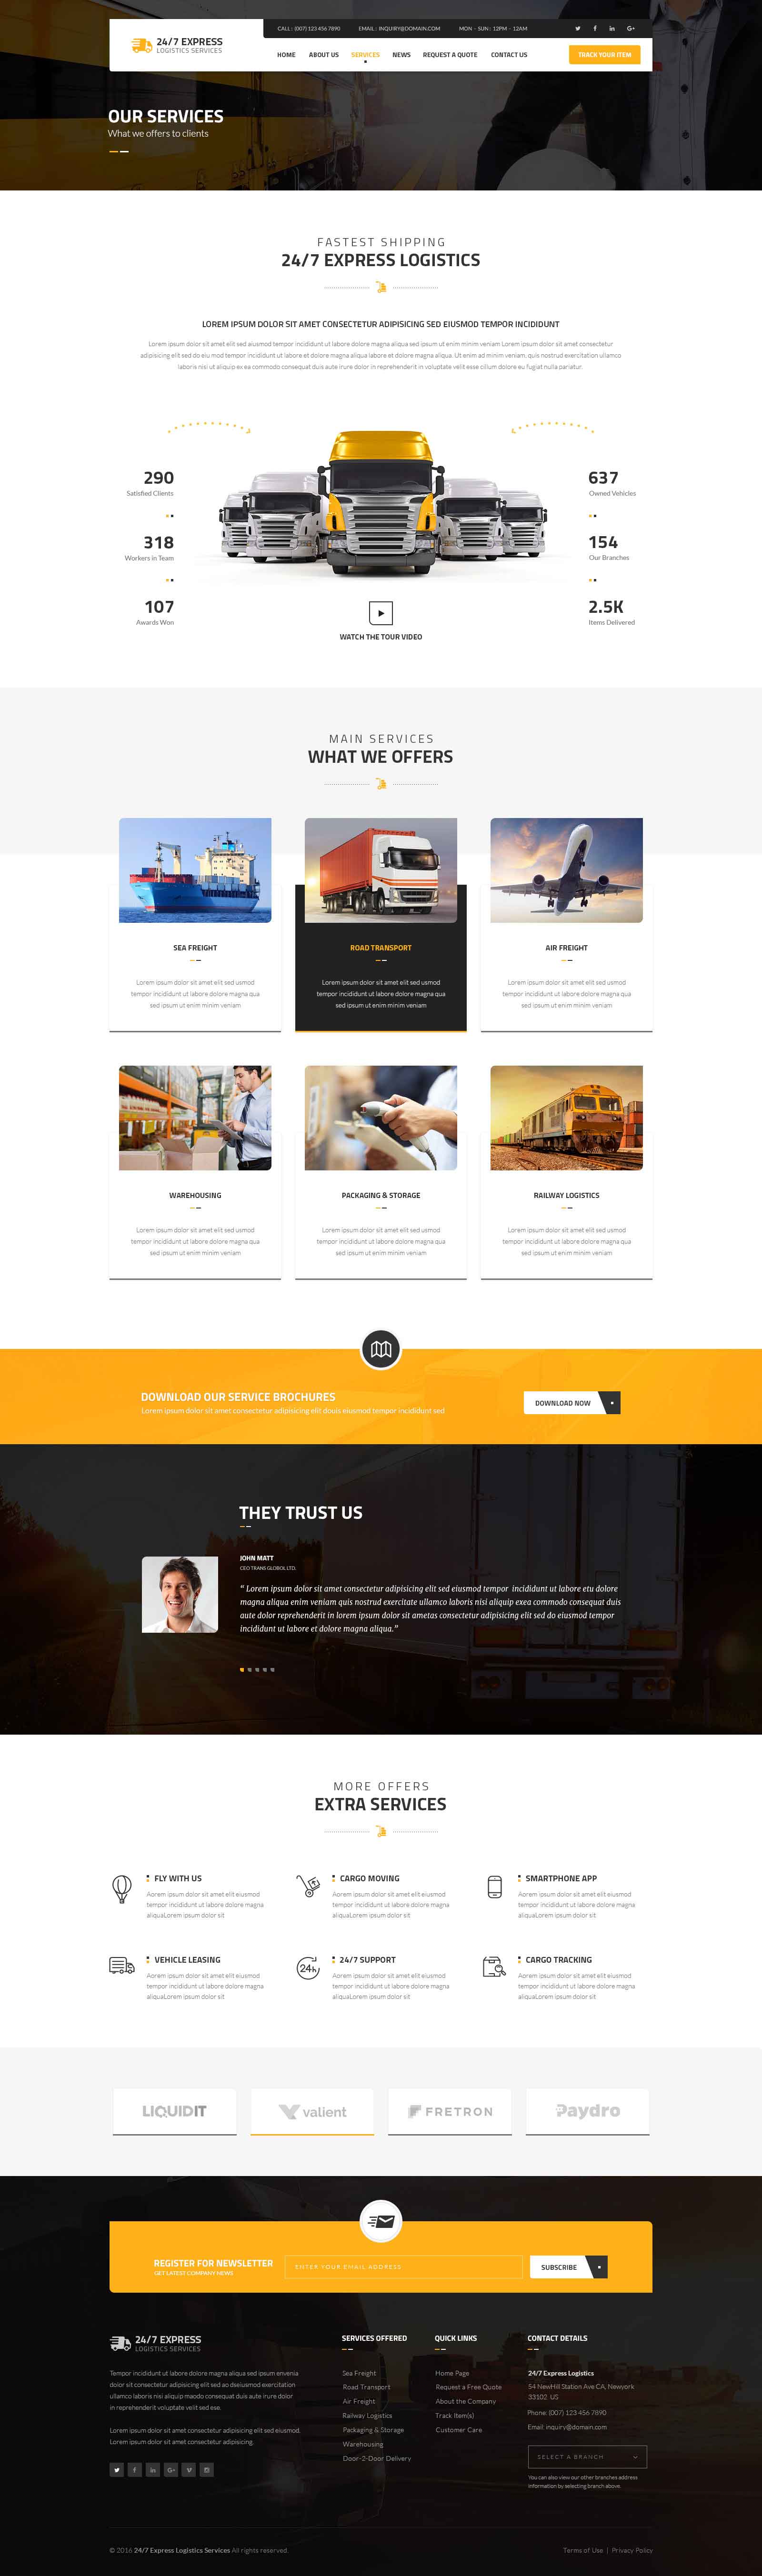 24/7 EXPRESS
LOGISTICS SERVICES
CALL : (007) 123 456 7890
EMAIL : INQUIRY@DOMAIN.COM
MON - SUN : 12PM - 12AM
HOME
ABOUT US
SERVICES
NEWS
REQUEST A QUOTE
CONTACT US
TRACK YOUR ITEM
OUR SERVICES
What we offers to clients
FASTEST SHIPPING
24/7 EXPRESS LOGISTICS
LOREM IPSUM DOLOR SIT AMET CONSECTETUR ADIPISICING SED EIUSMOD TEMPOR INCIDIDUNT
Lorem ipsum dolor sit amet elit sed aiusmod tempor incididunt ut labore dolore magna aliqua sed ipsum ut enim minim veniam Lorem ipsum dolor sit amet consectetur
adipisicing elit sed do eiu mod tempor incididunt ut labore et dolore magna aliqua labore et dolore magna aliqua. Ut enim ad minim veniam, quis nostrud exercitation ullamco
laboris nisi ut aliquip ex ea commodo consequat duis aute irure dolor in reprehenderit in voluptate velit esse cillum dolore eu fugiat nulla pariatur.
290
Satisfied Clients
318
Workers in Team
107
Awards Won
637
Owned Vehicles
154
Our Branches
2.5K
Items Delivered
WATCH THE TOUR VIDEO
MAIN SERVICES
WHAT WE OFFERS
SEA FREIGHT
Lorem ipsum dolor sit amet elit sed usmod
tempor incididunt ut labore dolore magna qua
sed ipsum ut enim minim veniam
ROAD TRANSPORT
Lorem ipsum dolor sit amet elit sed usmod
tempor incididunt ut labore dolore magna qua
sed ipsum ut enim minim veniam
AIR FREIGHT
Lorem ipsum dolor sit amet elit sed usmod
tempor incididunt ut labore dolore magna qua
sed ipsum ut enim minim veniam
WAREHOUSING
Lorem ipsum dolor sit amet elit sed usmod
tempor incididunt ut labore dolore magna qua
sed ipsum ut enim minim veniam
PACKAGING & STORAGE
Lorem ipsum dolor sit amet elit sed usmod
tempor incididunt ut labore dolore magna qua
sed ipsum ut enim minim veniam
RAILWAY LOGISTICS
Lorem ipsum dolor sit amet elit sed usmod
tempor incididunt ut labore dolore magna qua
sed ipsum ut enim minim veniam
DOWNLOAD OUR SERVICE BROCHURES
Lorem ipsum dolor sit amet consectetur adipisicing elit douis eiusmod tempor incididunt sed
DOWNLOAD NOW
THEY TRUST US
JOHN MATT
CEO TRANS GLOBOL LTD.
“ Lorem ipsum dolor sit amet consectetur adipisicing elit sed eiusmod tempor incididunt ut labore etu dolore
magna aliqua enim veniam quis nostrud exercitate ullamco laboris nisi aliquip exea commodo consequat duis
aute dolor reprehenderit in lorem ipsum dolor sit ametas consectetur adipisicing elit sed do eiusmod tempor
incididunt ut labore et dolore magna aliqua.”
MORE OFFERS
EXTRA SERVICES
FLY WITH US
Aorem ipsum dolor sit amet elit eiusmod
tempor incididunt ut labore dolore magna
aliquaLorem ipsum dolor sit
CARGO MOVING
Aorem ipsum dolor sit amet elit eiusmod
tempor incididunt ut labore dolore magna
aliquaLorem ipsum dolor sit
SMARTPHONE APP
Aorem ipsum dolor sit amet elit eiusmod
tempor incididunt ut labore dolore magna
aliquaLorem ipsum dolor sit
VEHICLE LEASING
Aorem ipsum dolor sit amet elit eiusmod
tempor incididunt ut labore dolore magna
aliquaLorem ipsum dolor sit
24h
24/7 SUPPORT
Aorem ipsum dolor sit amet elit eiusmod
tempor incididunt ut labore dolore magna
aliquaLorem ipsum dolor sit
CARGO TRACKING
Aorem ipsum dolor sit amet elit eiusmod
tempor incididunt ut labore dolore magna
aliquaLorem ipsum dolor sit
LIQUIDIT
valient
FRETRON
Paydro
REGISTER FOR NEWSLETTER
GET LATEST COMPANY NEWS
ENTER YOUR EMAIL ADDRESS
SUBSCRIBE
24/7 EXPRESS
LOGISTICS SERVICES
Tempor incididunt ut labore dolore magna aliqua sed ipsum envenia
dolor sit consectetur adipisicing elit sed ao dseiusmod mod exercitation
ullamco laboris nisi aliquip maodo consequat duis aute irure dolor
in reprehenderit voluptate velit sed ese.
Lorem ipsum dolor sit amet consectetur adipisicing elit sed eiusmod.
Lorem ipsum dolor sit amet consectetur adipisicing.
SERVICES OFFERED
Sea Freight
Road Transport
Air Freight
Railway Logistics
Packaging & Storage
Warehousing
Door-2-Door Delivery
QUICK LINKS
Home Page
Request a Free Quote
About the Company
Track Item(s)
Customer Care
CONTACT DETAILS
24/7 Express Logistics
54 NewHill Station Ave CA, Newyork
33102. US
Phone: (007) 123 456 7890
Email: inquiry@domain.com
SELECT A BRANCH
You can also view our other branches address
information by selecting branch above.
© 2016 24/7 Express Logistics Services All rights reserved.
Terms of Use | Privacy Policy